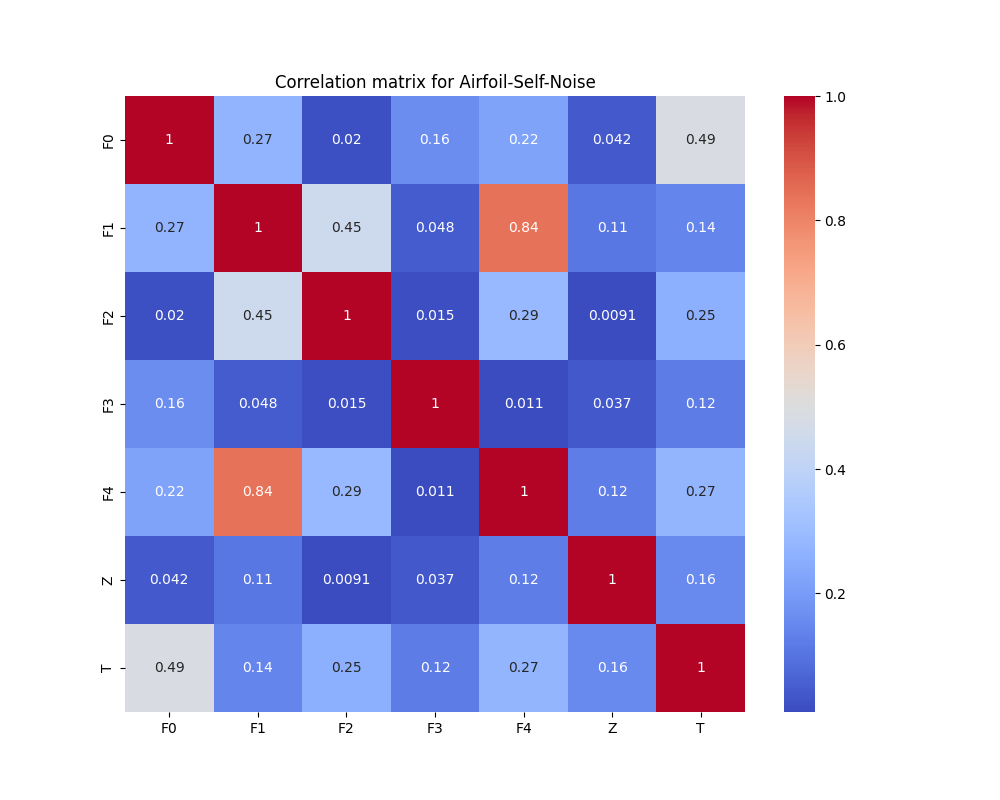 Correlation matrix for Airfoil-Self-Noise
F0 1 0.27 0.02 0.16 0.22 0.042 0.49
F1 0.27 1 0.45 0.048 0.84 0.11 0.14
F2 0.02 0.45 1 0.015 0.29 0.0091 0.25
F3 0.16 0.048 0.015 1 0.011 0.037 0.12
F4 0.22 0.84 0.29 0.011 1 0.12 0.27
Z 0.042 0.11 0.0091 0.037 0.12 1 0.16
T 0.49 0.14 0.25 0.12 0.27 0.16 1
F0 F1 F2 F3 F4 Z T
1.0
0.8
0.6
0.4
0.2